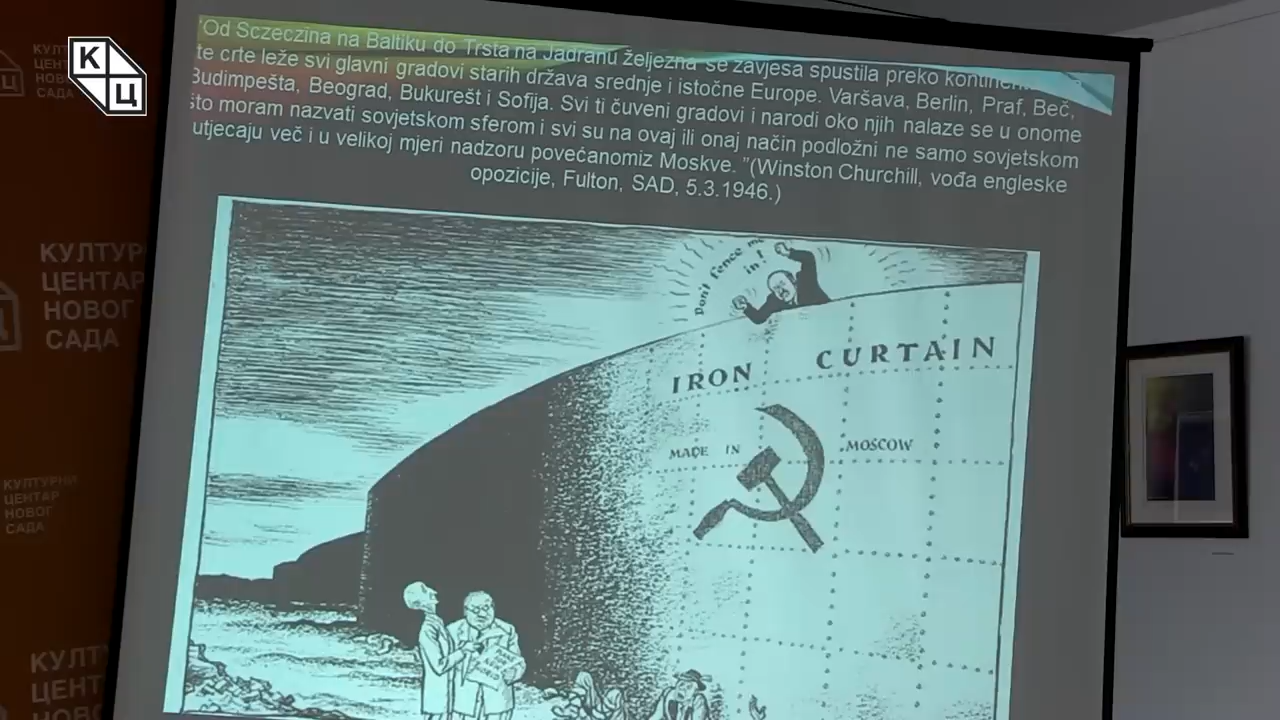 К
Ц
КУЛТУР
ЦЕНТАР
НОВОГ
САДА
КУЛТУРНИ
ЦЕНТАР
НОВОГ
САДА
КУЛТУ
ЦЕНТ
'Od Sczeczina na Baltiku do Trsta na Jadranu željezna se zavjesa spustila preko
te crte leže svi glavni gradovi starih država srednje i istočne Europe. Varšava, Berlin, Praf, Beč,
Budimpešta, Beograd, Bukurešt i Sofija. Svi ti čuveni gradovi i narodi oko njih nalaze se u onome
što moram nazvati sovjetskom sferom i svi su na ovaj ili onaj način podložni ne samo sovjetskom
utjecaju več i u velikoj mjeri nadzoru povećanomiz Moskve. "(Winston Churchill, vođa engleske
opozicije, Fulton, SAD, 5.3.1946.)
Don't fence me
in!
IRON CURTAIN
MADE IN MOSCOW